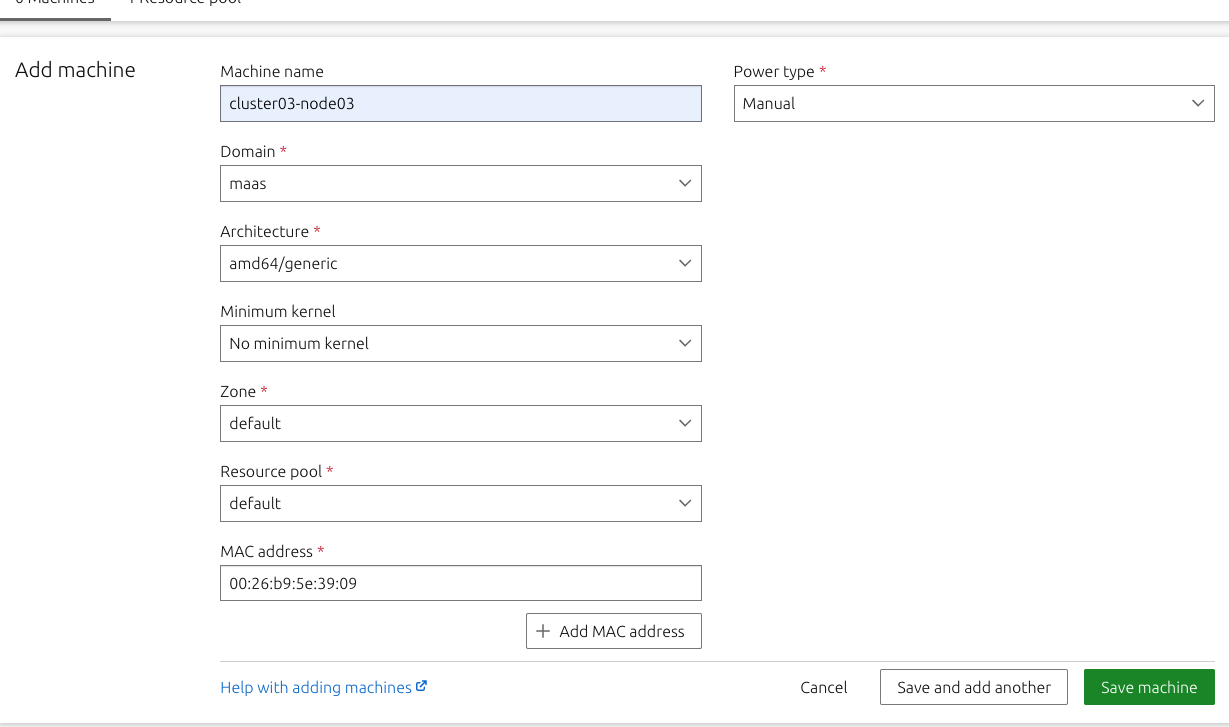 0 Machines
1 Resource pool
Add machine
Machine name
cluster03-node03
Power type *
Manual
Domain *
maas
Architecture *
amd64/generic
Minimum kernel
No minimum kernel
Zone *
default
Resource pool *
default
MAC address *
00:26:b9:5e:39:09
Add MAC address
Help with adding machines
Cancel
Save and add another
Save machine